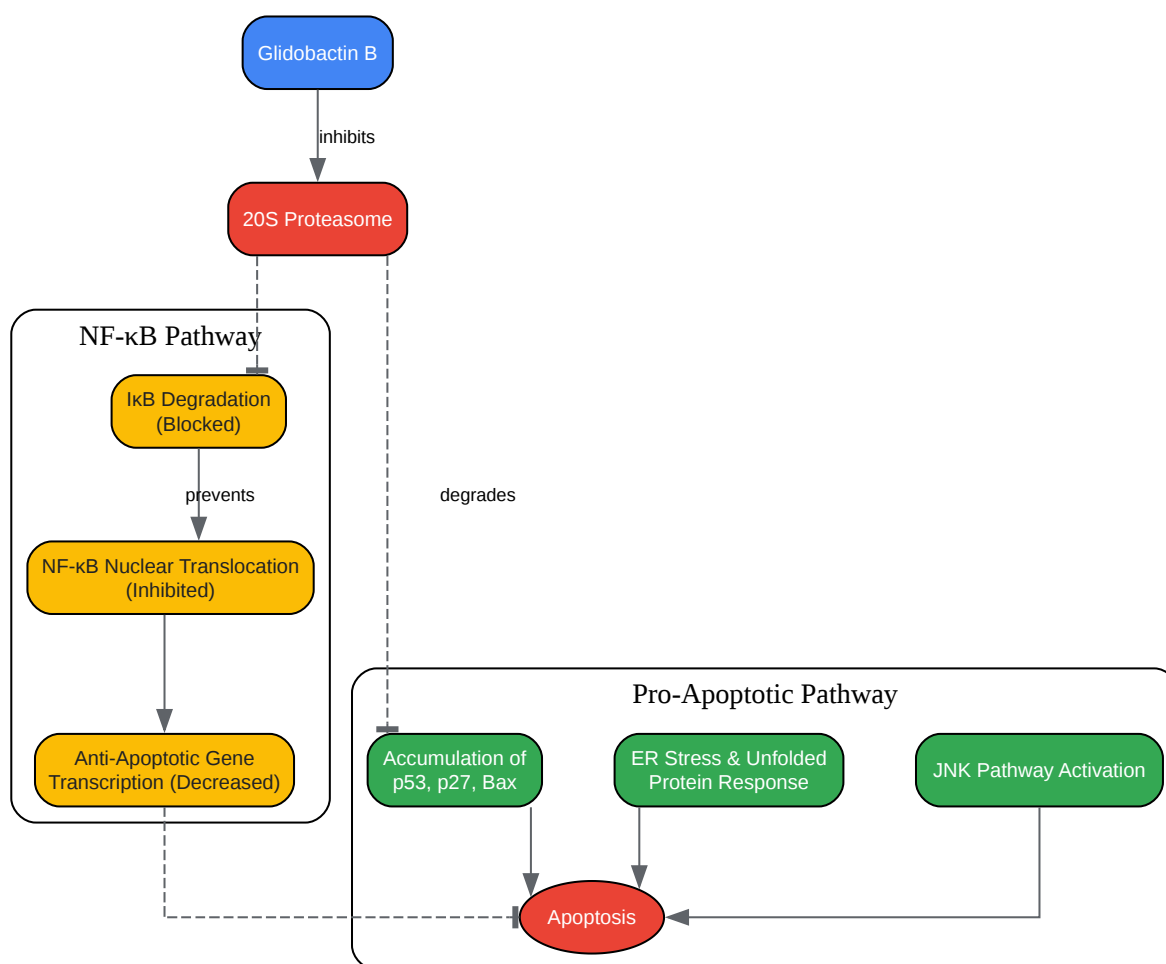 Glidobactin B
inhibits
20S Proteasome
NF-κB Pathway
IκB Degradation
(Blocked)
prevents
degrades
NF-κB Nuclear Translocation
(Inhibited)
Pro-Apoptotic Pathway
Anti-Apoptotic Gene
Transcription (Decreased)
Accumulation of
p53, p27, Bax
ER Stress & Unfolded
Protein Response
JNK Pathway Activation
Apoptosis